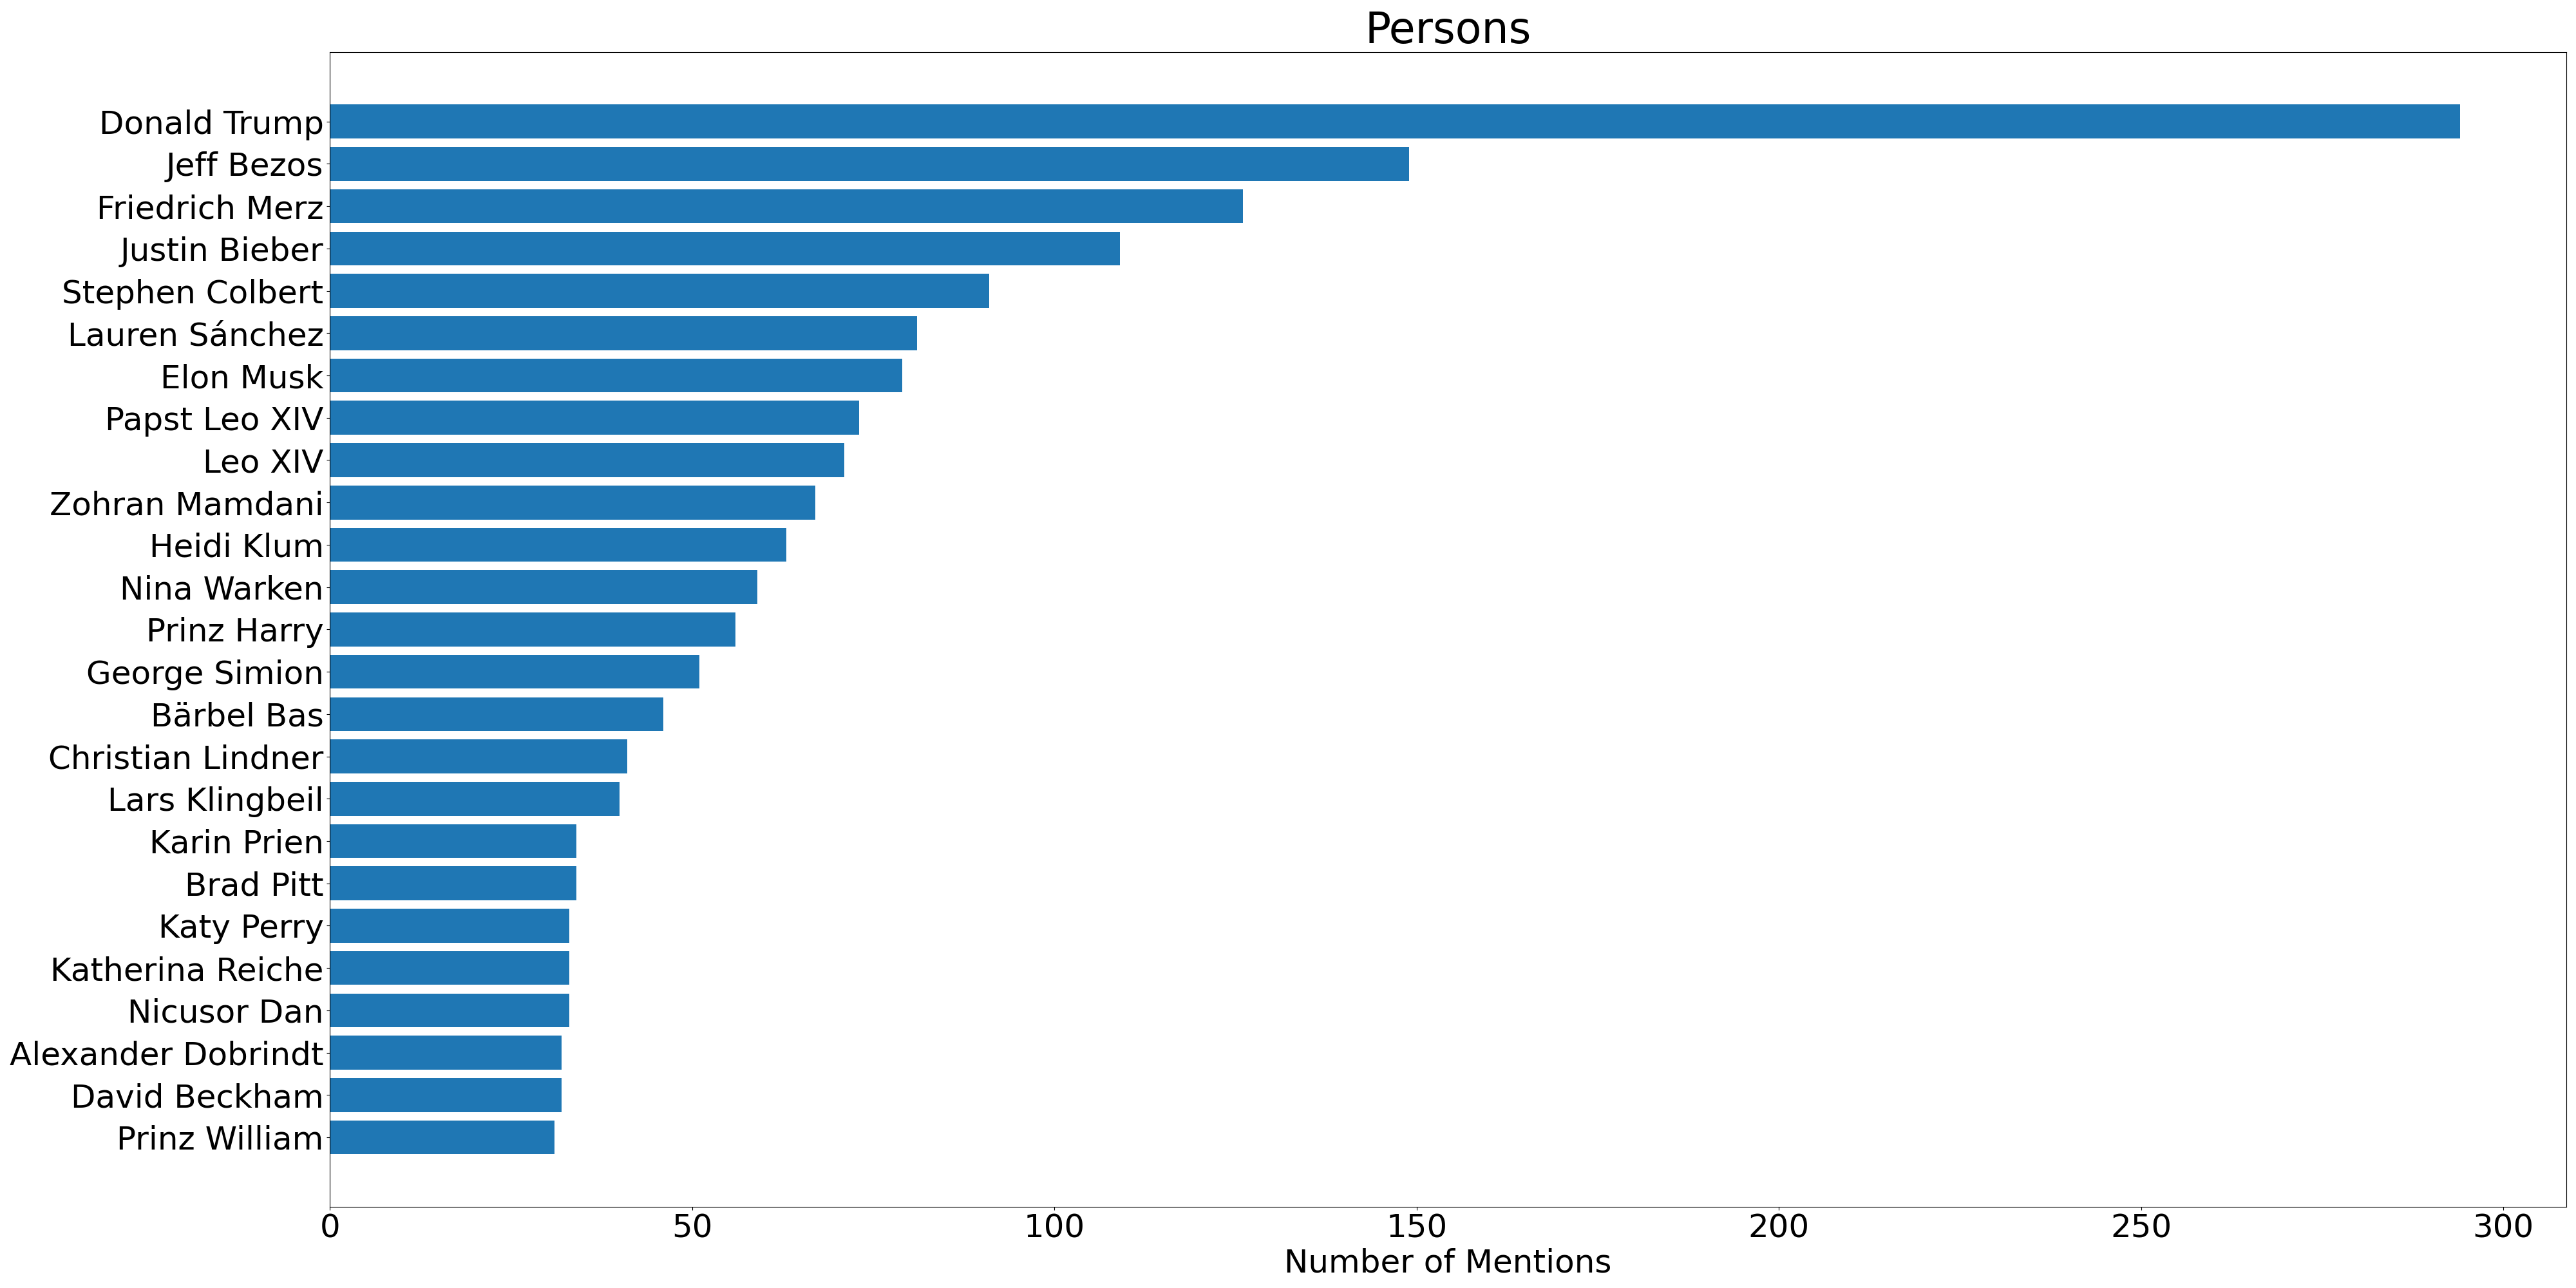 Persons
Donald Trump
Jeff Bezos
Friedrich Merz
Justin Bieber
Stephen Colbert
Lauren Sánchez
Elon Musk
Papst Leo XIV
Leo XIV
Zohran Mamdani
Heidi Klum
Nina Warken
Prinz Harry
George Simion
Bärbel Bas
Christian Lindner
Lars Klingbeil
Karin Prien
Brad Pitt
Katy Perry
Katherina Reiche
Nicusor Dan
Alexander Dobrindt
David Beckham
Prinz William
0 50 100 150 200 250 300
Number of Mentions